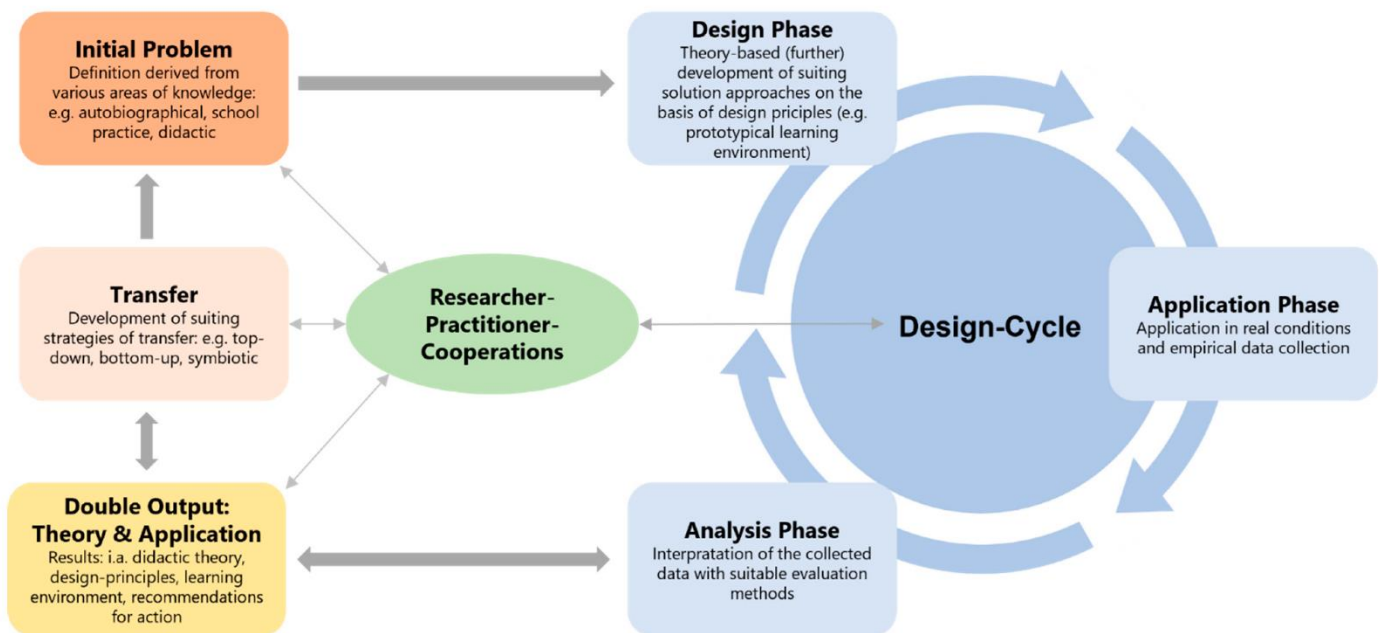 Initial Problem
Definition derived from
various areas of knowledge:
e.g. autobiographical, school
practice, didactic
Design Phase
Theory-based (further)
development of suiting
solution approaches on the
basis of design priciples (e.g.
prototypical learning
environment)
Transfer
Development of suiting
strategies of transfer: e.g. top-
down, bottom-up, symbiotic
Researcher-
Practitioner-
Cooperations
Design-Cycle
Application Phase
Application in real conditions
and empirical data collection
Double Output:
Theory & Application
Results: i.a. didactic theory,
design-principles, learning
environment, recommendations
for action
Analysis Phase
Interpratation of the collected
data with suitable evaluation
methods